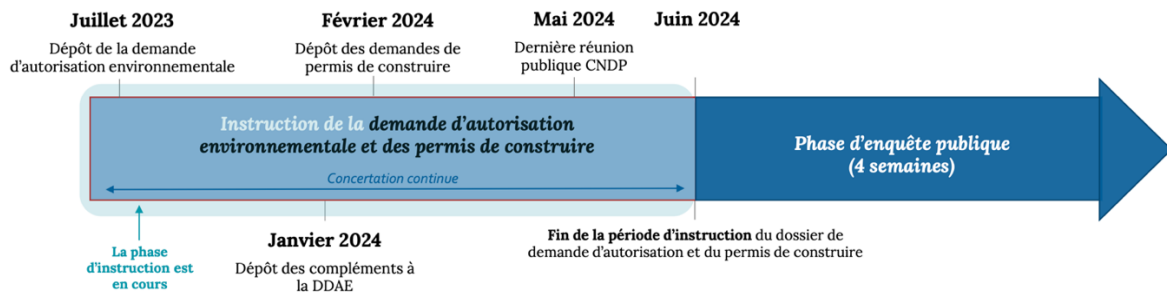 Juillet 2023
Dépôt de la demande
d'autorisation environnementale
Février 2024
Dépôt des demandes de
permis de construire
Mai 2024
Dernière réunion
publique CNDP
Juin 2024
Instruction de la demande d'autorisation
environnementale et des permis de construire
Concertation continue
Phase d'enquête publique
(4 semaines)
La phase
d'instruction est
en cours
Janvier 2024
Dépôt des compléments à
la DDAE
Fin de la période d'instruction du dossier de
demande d'autorisation et du permis de construire